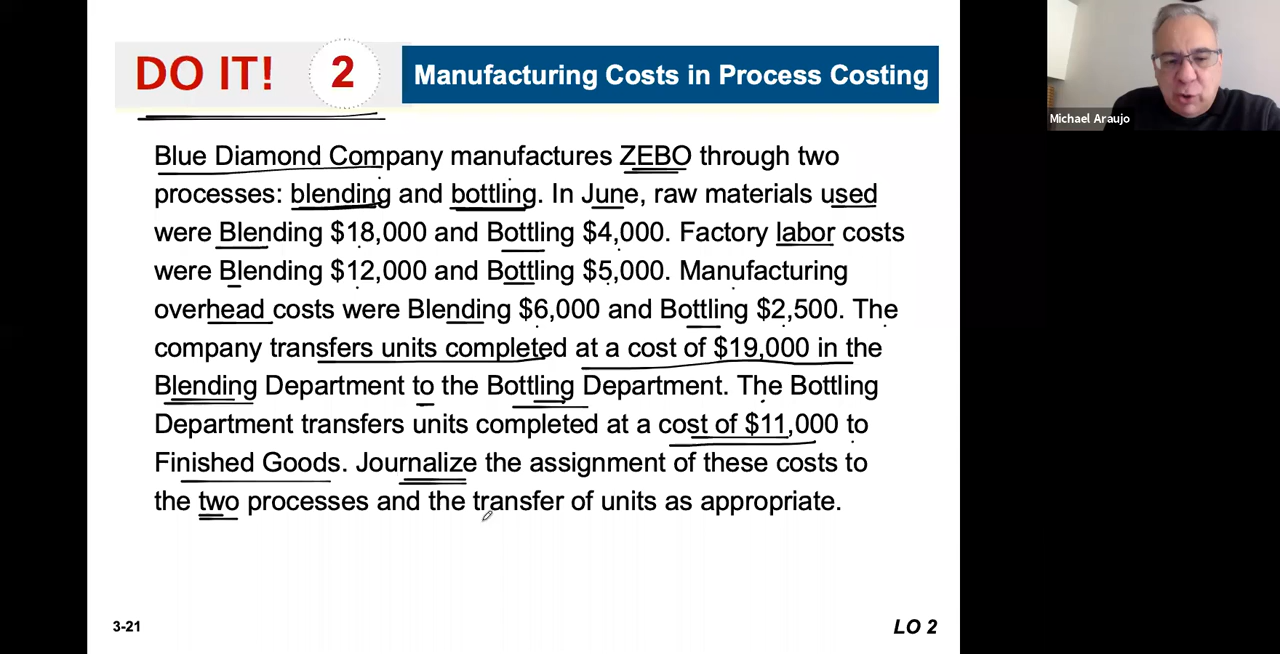 DO IT! 2 Manufacturing Costs in Process Costing
Michael Araujo
Blue Diamond Company manufactures ZEBO through two
processes: blending and bottling. In June, raw materials used
were Blending $18,000 and Bottling $4,000. Factory labor costs
were Blending $12,000 and Bottling $5,000. Manufacturing
overhead costs were Blending $6,000 and Bottling $2,500. The
company transfers units completed at a cost of $19,000 in the
Blending Department to the Bottling Department. The Bottling
Department transfers units completed at a cost of $11,000 to
Finished Goods. Journalize the assignment of these costs to
the two processes and the transfer of units as appropriate.
3-21
LO 2